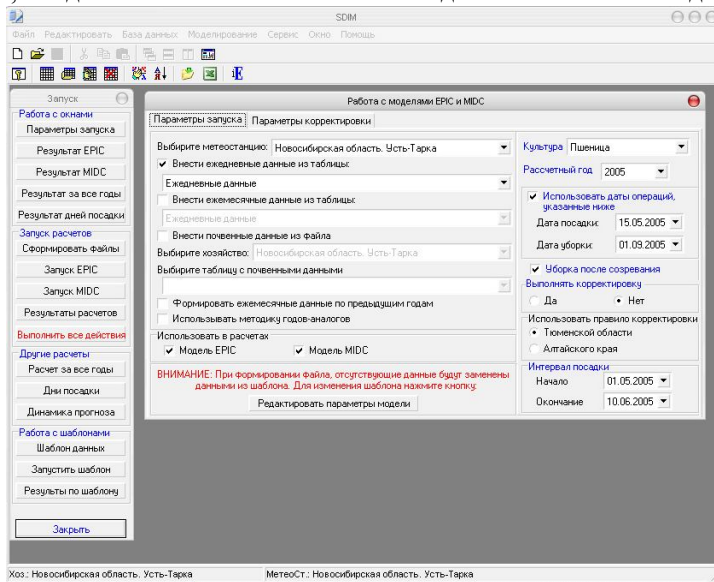 SDIM
Файл Редактировать База данных Моделирование Сервис Окно Помощь
Запуск
Работа с окнами
Параметры запуска
Результат EPIC
Результат MIDC
Результат за все годы
Результат дней посадки
Запуск расчетов
Сформировать файлы
Запуск EPIC
Запуск MIDC
Результаты расчетов
Выполнить все действия
Другие расчеты
Расчет за все годы
Дни посадки
Динамика прогноза
Работа с шаблонами
Шаблон данных
Запустить шаблон
Результы по шаблону
Закрыть
Работа с моделями EPIC и MIDC
Параметры запуска Параметры корректировки
Выбирите метеостанцию: Новосибирская область. Усть-Тарка
Внести ежедневные данные из таблицы:
Ежедневные данные
Внести ежемесячные данные из таблицы:
Ежедневные данные
Внести почвенные данные из файла
Выбирите хозяйство: Новосибирская область. Усть-Тарка
Выбирите таблицу с почвенными данными
Формировать ежемесячные данные по предыдущим годам
Использывать методику годов-аналогов
Использовать в расчетах
Модель EPIC Модель MIDC
ВНИМАНИЕ: При формировании файла, отсутствующие данные будут заменены
данными из шаблона. Для изменения шаблона нажмите кнопку:
Редактировать параметры модели
Культура Пшеница
Рассчетный год 2005
Использовать даты операций,
указанные ниже
Дата посадки: 15.05.2005
Дата уборки: 01.09.2005
Уборка после созревания
Выполнять корректировку
Да Нет
Использовать правило корректировки
Тюменской области
Алтайского края
Интервал посадки
Начало 01.05.2005
Окончание 10.06.2005
Хоз.: Новосибирская область. Усть-Тарка МетеоСт.: Новосибирская область. Усть-Тарка